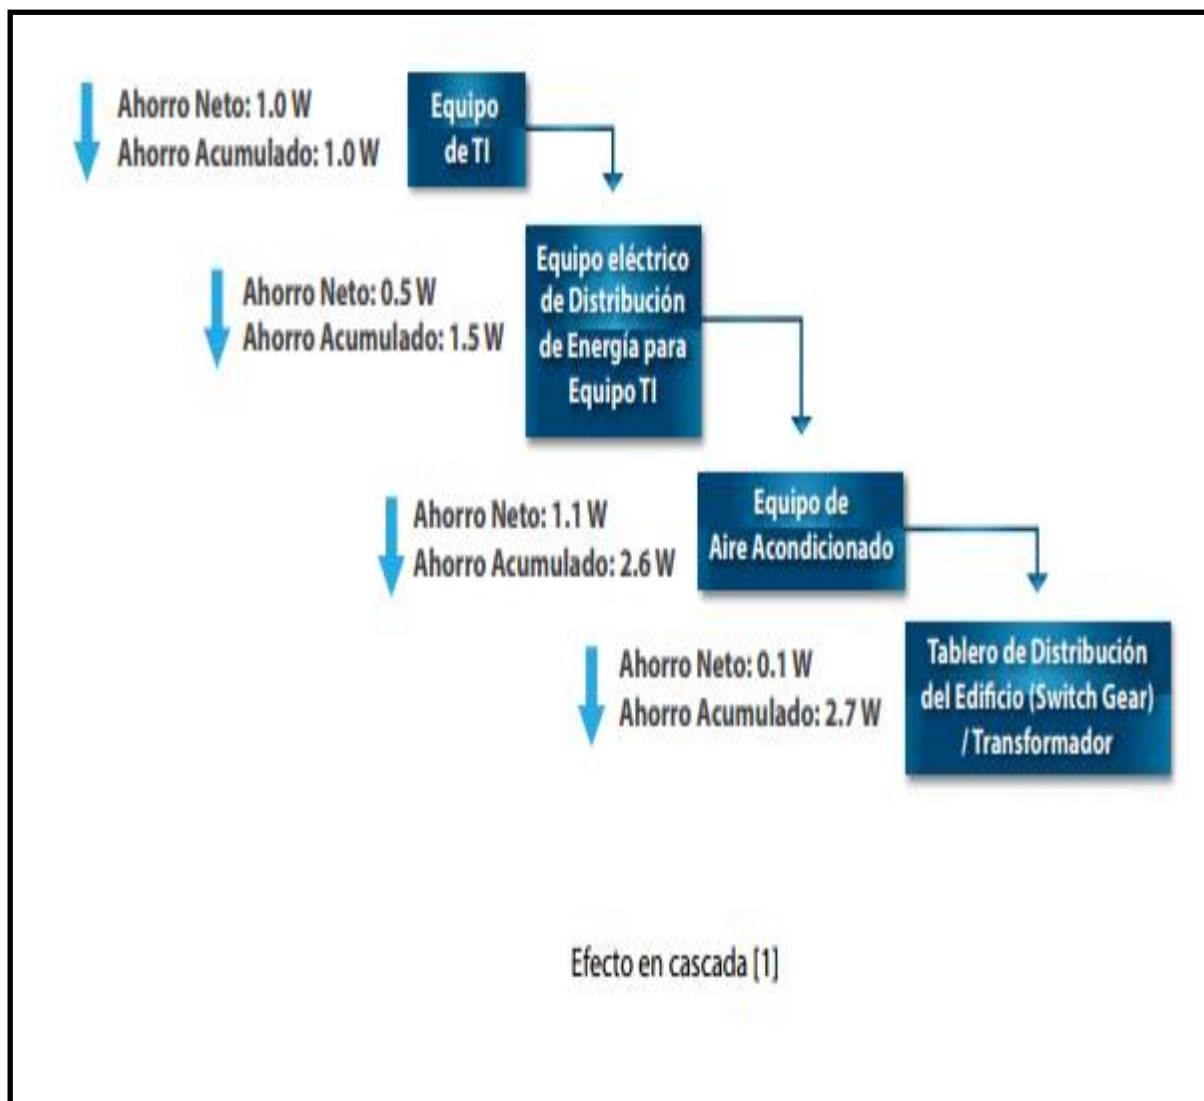 Ahorro Neto: 1.0 W
Ahorro Acumulado: 1.0 W
Equipo
de TI
Ahorro Neto: 0.5 W
Ahorro Acumulado: 1.5 W
Equipo eléctrico
de Distribución
de Energía para
Equipo TI
Ahorro Neto: 1.1 W
Ahorro Acumulado: 2.6 W
Equipo de
Aire Acondicionado
Ahorro Neto: 0.1 W
Ahorro Acumulado: 2.7 W
Tablero de Distribución
del Edificio (Switch Gear)
/ Transformador
Efecto en cascada [1]